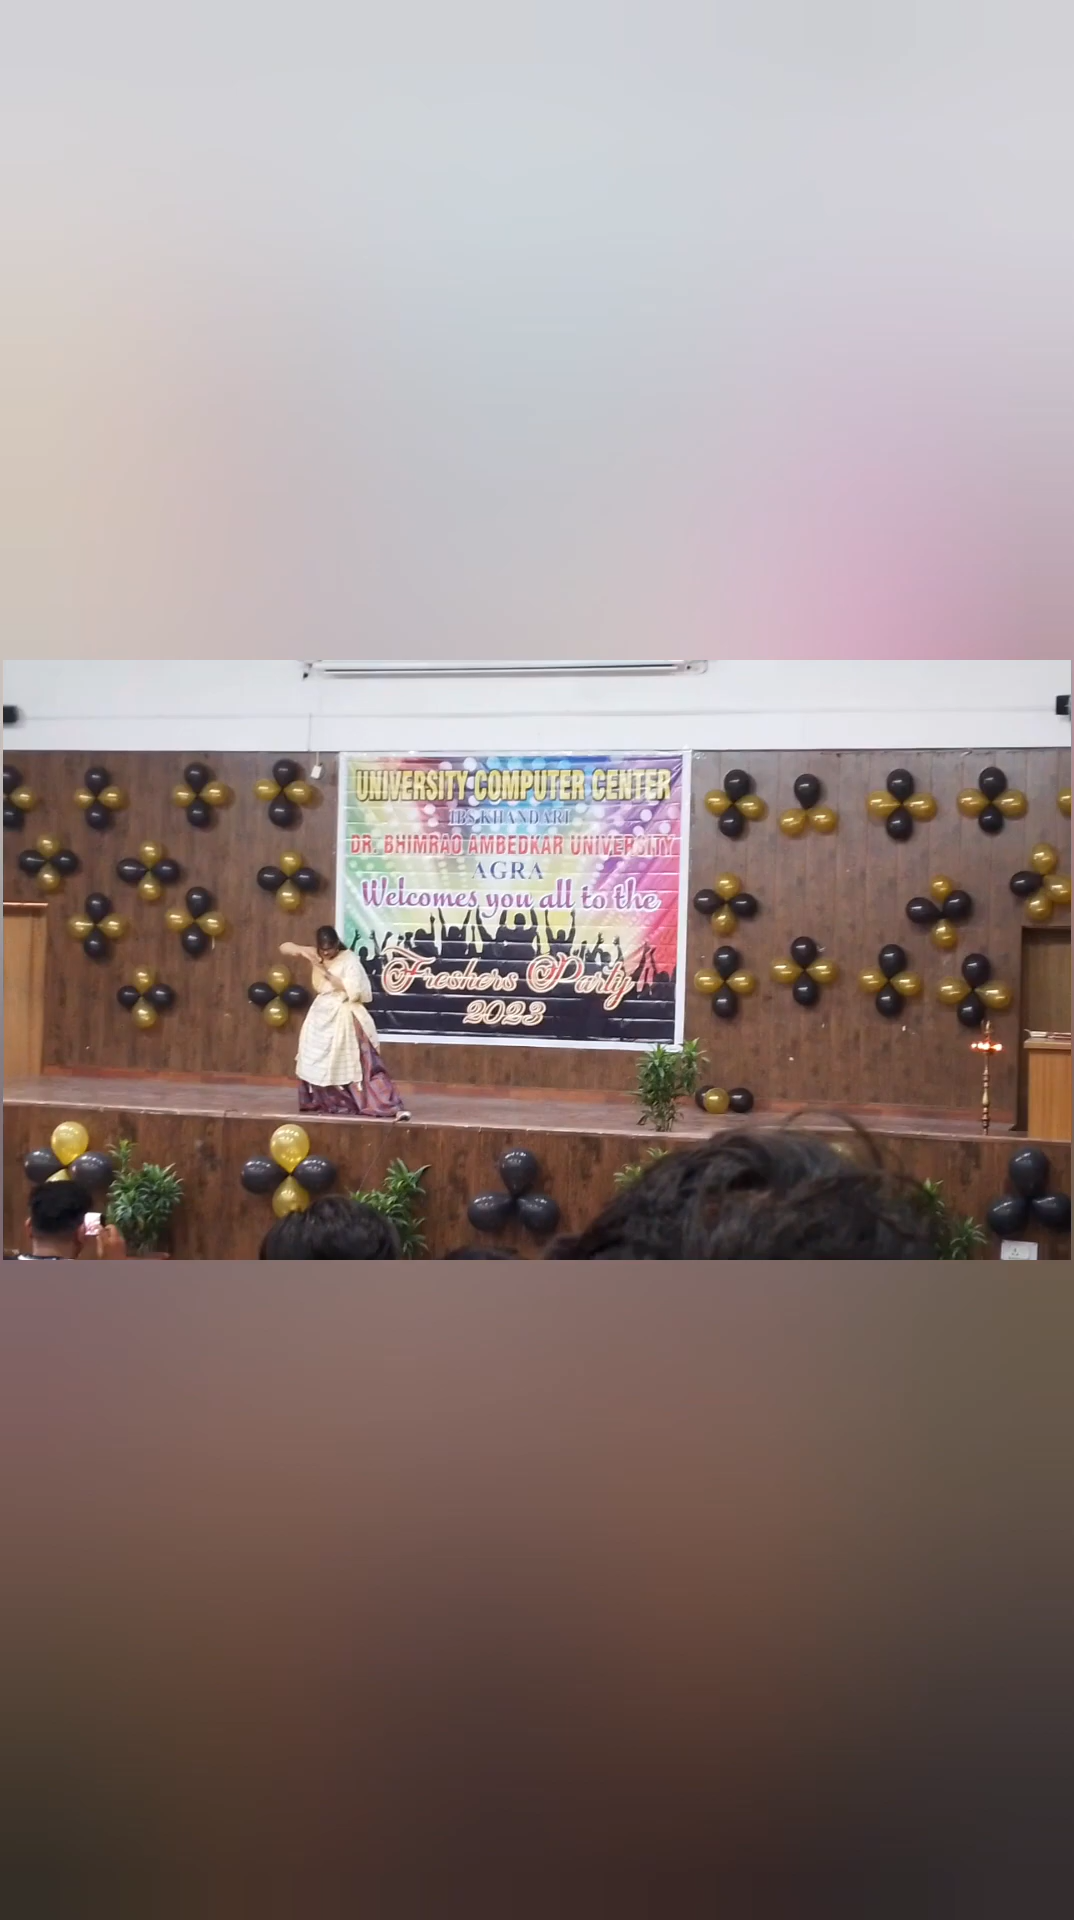 UNIVERSITY COMPUTER CENTER
IBS KHANDARI
DR. BHIMRAO AMBEDKAR UNIVERSITY
AGRA
Welcomes you all to the
Freshers Party
2023